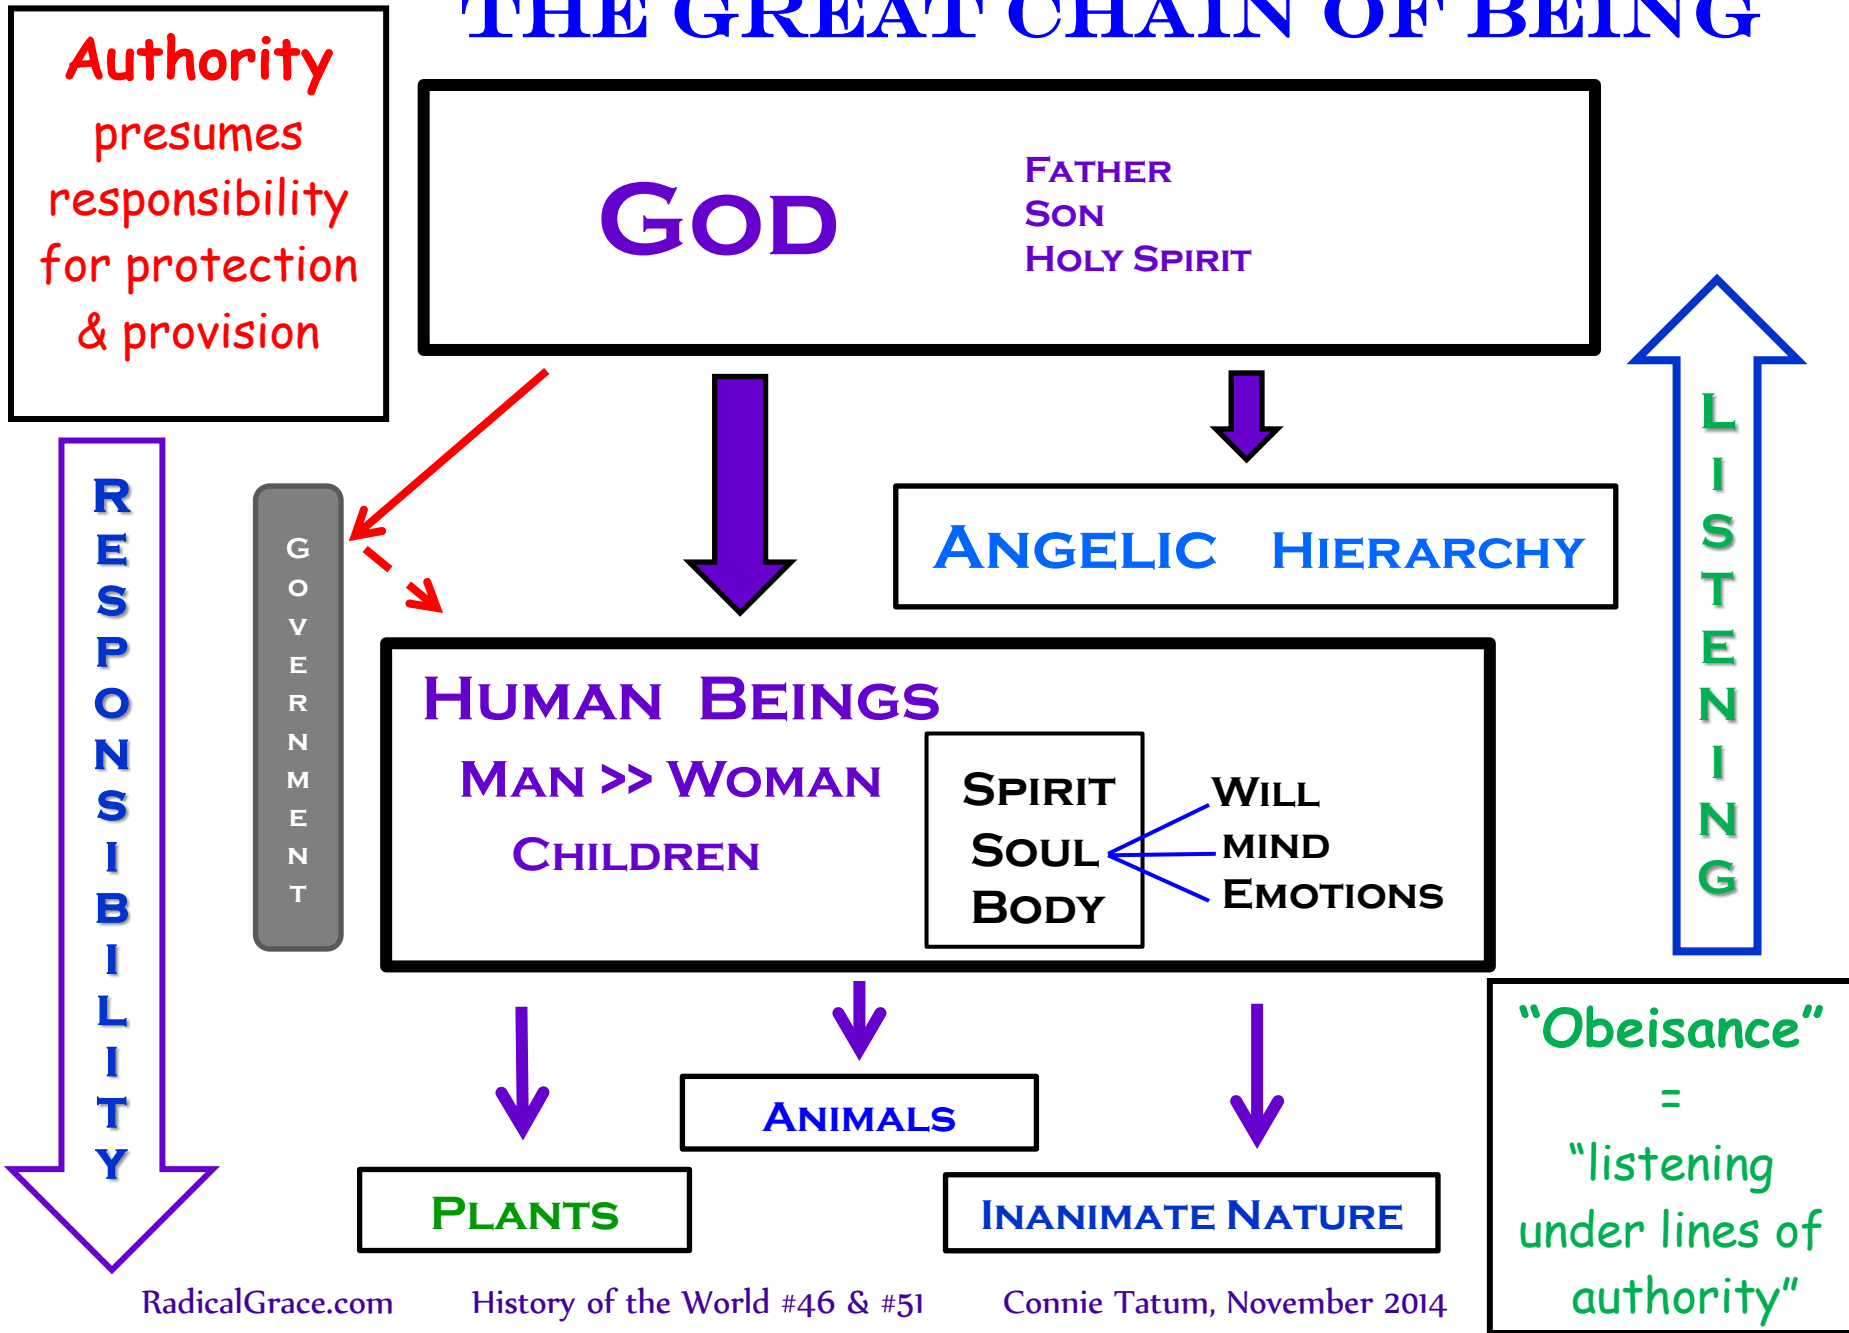 THE GREAT CHAIN OF BEING
Authority
presumes
responsibility
for protection
& provision
GOD
FATHER
SON
HOLY SPIRIT
RESPONSIBILITY
GOVERNMENT
ANGELIC HIERARCHY
LISTENING
HUMAN BEINGS
MAN >> WOMAN
CHILDREN
SPIRIT
SOUL
BODY
WILL
MIND
EMOTIONS
ANIMALS
PLANTS
INANIMATE NATURE
"Obeisance"
=
"listening
under lines of
authority"
RadicalGrace.com History of the World #46 & #51 Connie Tatum, November 2014